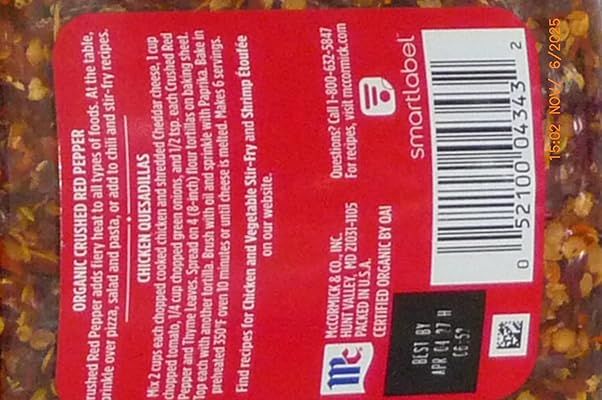 ORGANIC CRUSHED RED PEPPER
rushed Red Pepper adds fiery heat to all types of foods. At the table,
prinkle over pizza, salad and pasta, or add to chili and stir-fry recipes.
CHICKEN QUESADILLAS
Mix 2 cups each chopped cooked chicken and shredded Cheddar cheese, 1 cup
chopped tomato, 1/4 cup chopped green onions, and 1/2 tsp. each Crushed Red
Pepper and Thyme Leaves. Spread on 4 (8-inch) flour tortillas on baking sheet.
Top each with another tortilla. Brush with oil and sprinkle with Paprika. Bake in
preheated 350°F oven 10 minutes or until cheese is melted. Makes 6 servings.
Find recipes for Chicken and Vegetable Stir-Fry and Shrimp Étouffée
on our website.
Mc
McCORMICK & CO., INC.
HUNT VALLEY, MD 21031-1105
PACKED IN U.S.A.
CERTIFIED ORGANIC BY QAI
Questions? Call 1-800-632-5847
For recipes, visit mccormick.com
smartlabel
BEST BY
APR 04 27 H
C6:52
0 52100 04343 2
15:02 NOV/ 6/2025